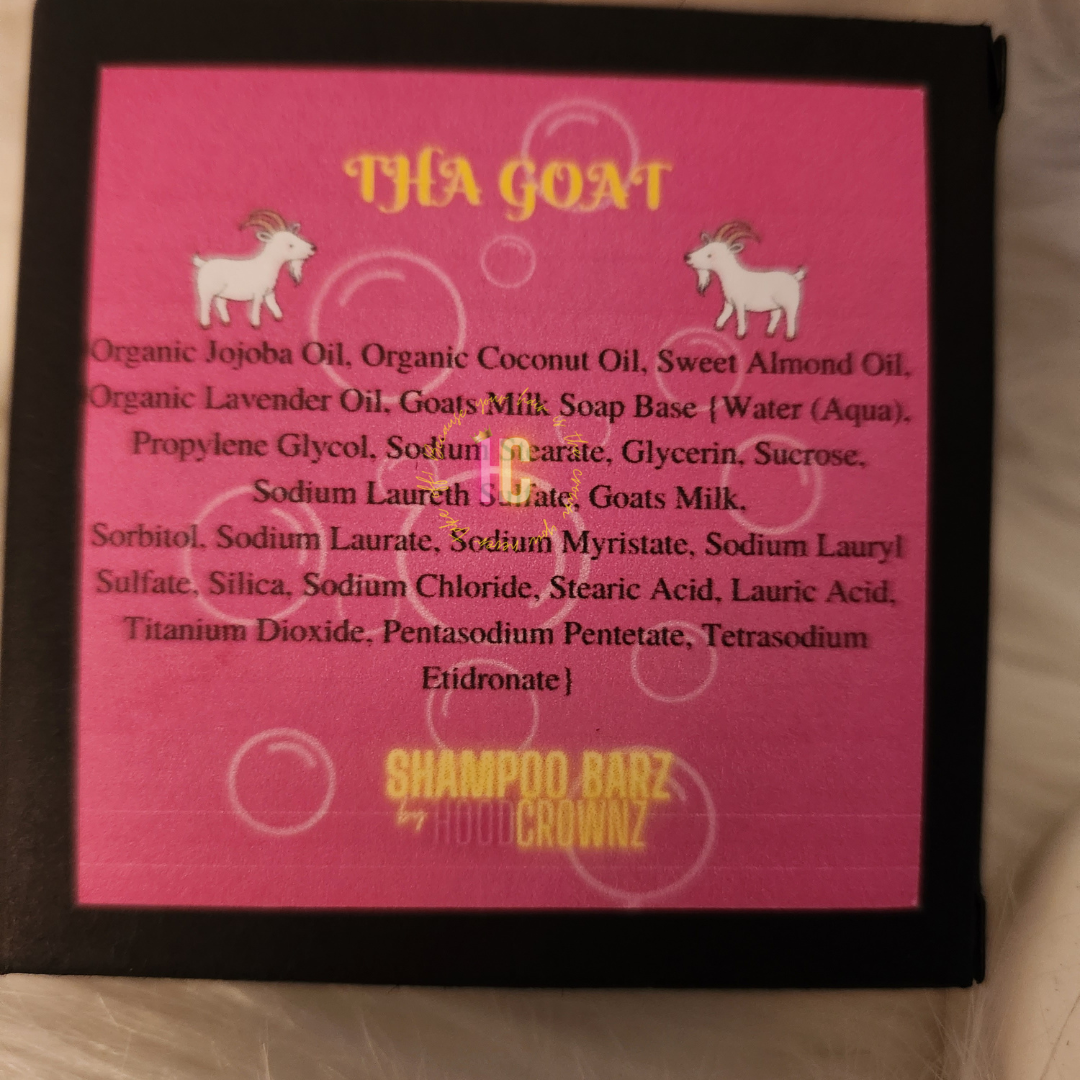 THA GOAT
Organic Jojoba Oil, Organic Coconut Oil, Sweet Almond Oil,
Organic Lavender Oil, Goats Milk Soap Base {Water (Aqua),
Propylene Glycol, Sodium Stearate, Glycerin, Sucrose,
Sodium Laureth Sulfate, Goats Milk,
Sorbitol, Sodium Laurate, Sodium Myristate, Sodium Lauryl
Sulfate, Silica, Sodium Chloride, Stearic Acid, Lauric Acid,
Titanium Dioxide, Pentasodium Pentetate, Tetrasodium
Etidronate}
HC
SHAMPOO BARZ
by HOODCROWNZ